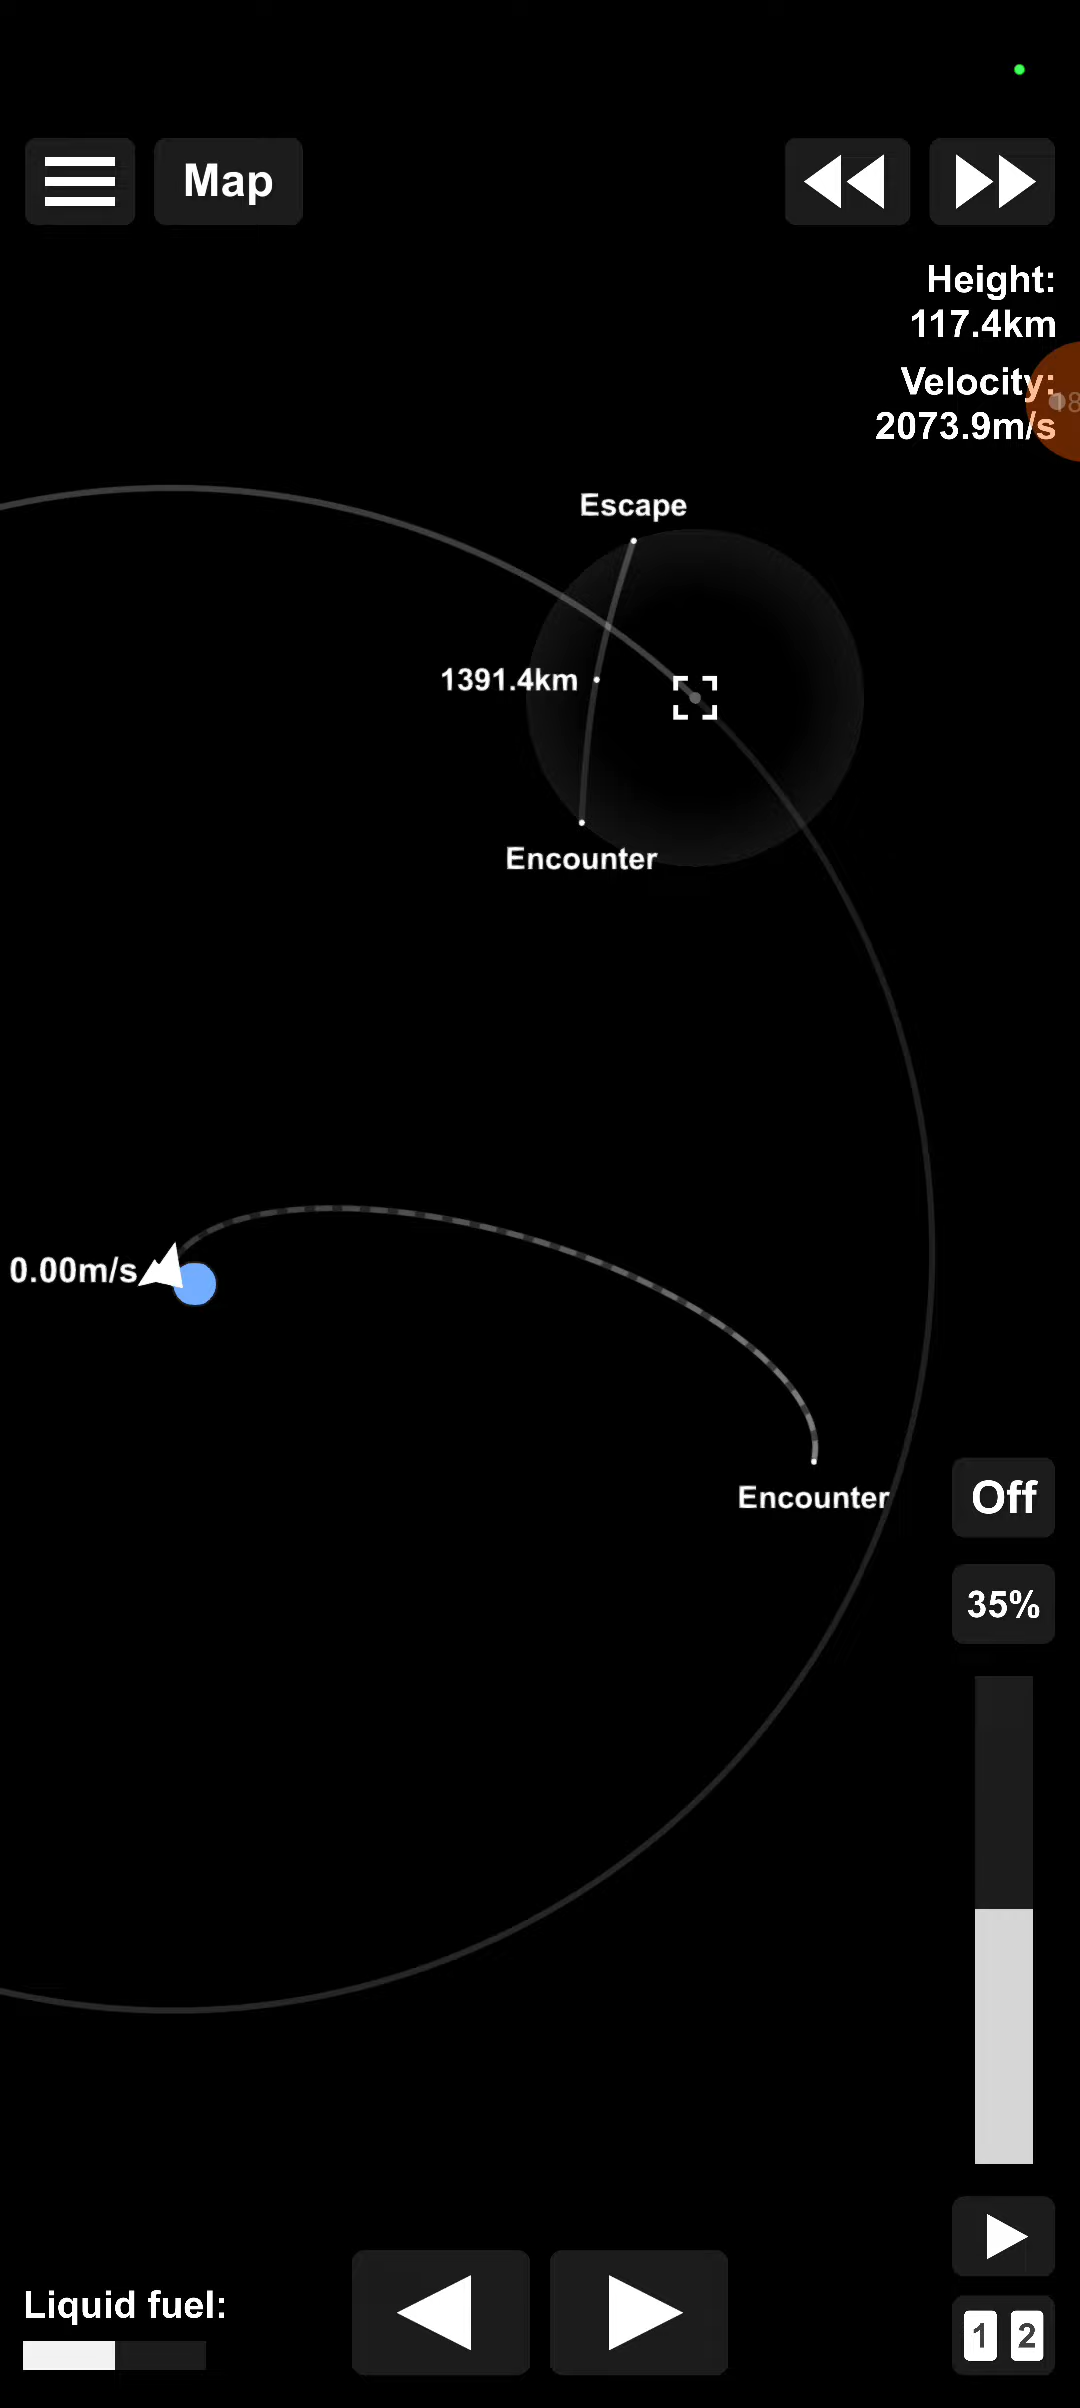 Map
Height:
117.4km
Velocity:
2073.9m/s
Escape
1391.4km
Encounter
0.00m/s
Encounter
Off
35%
Liquid fuel:
1 2